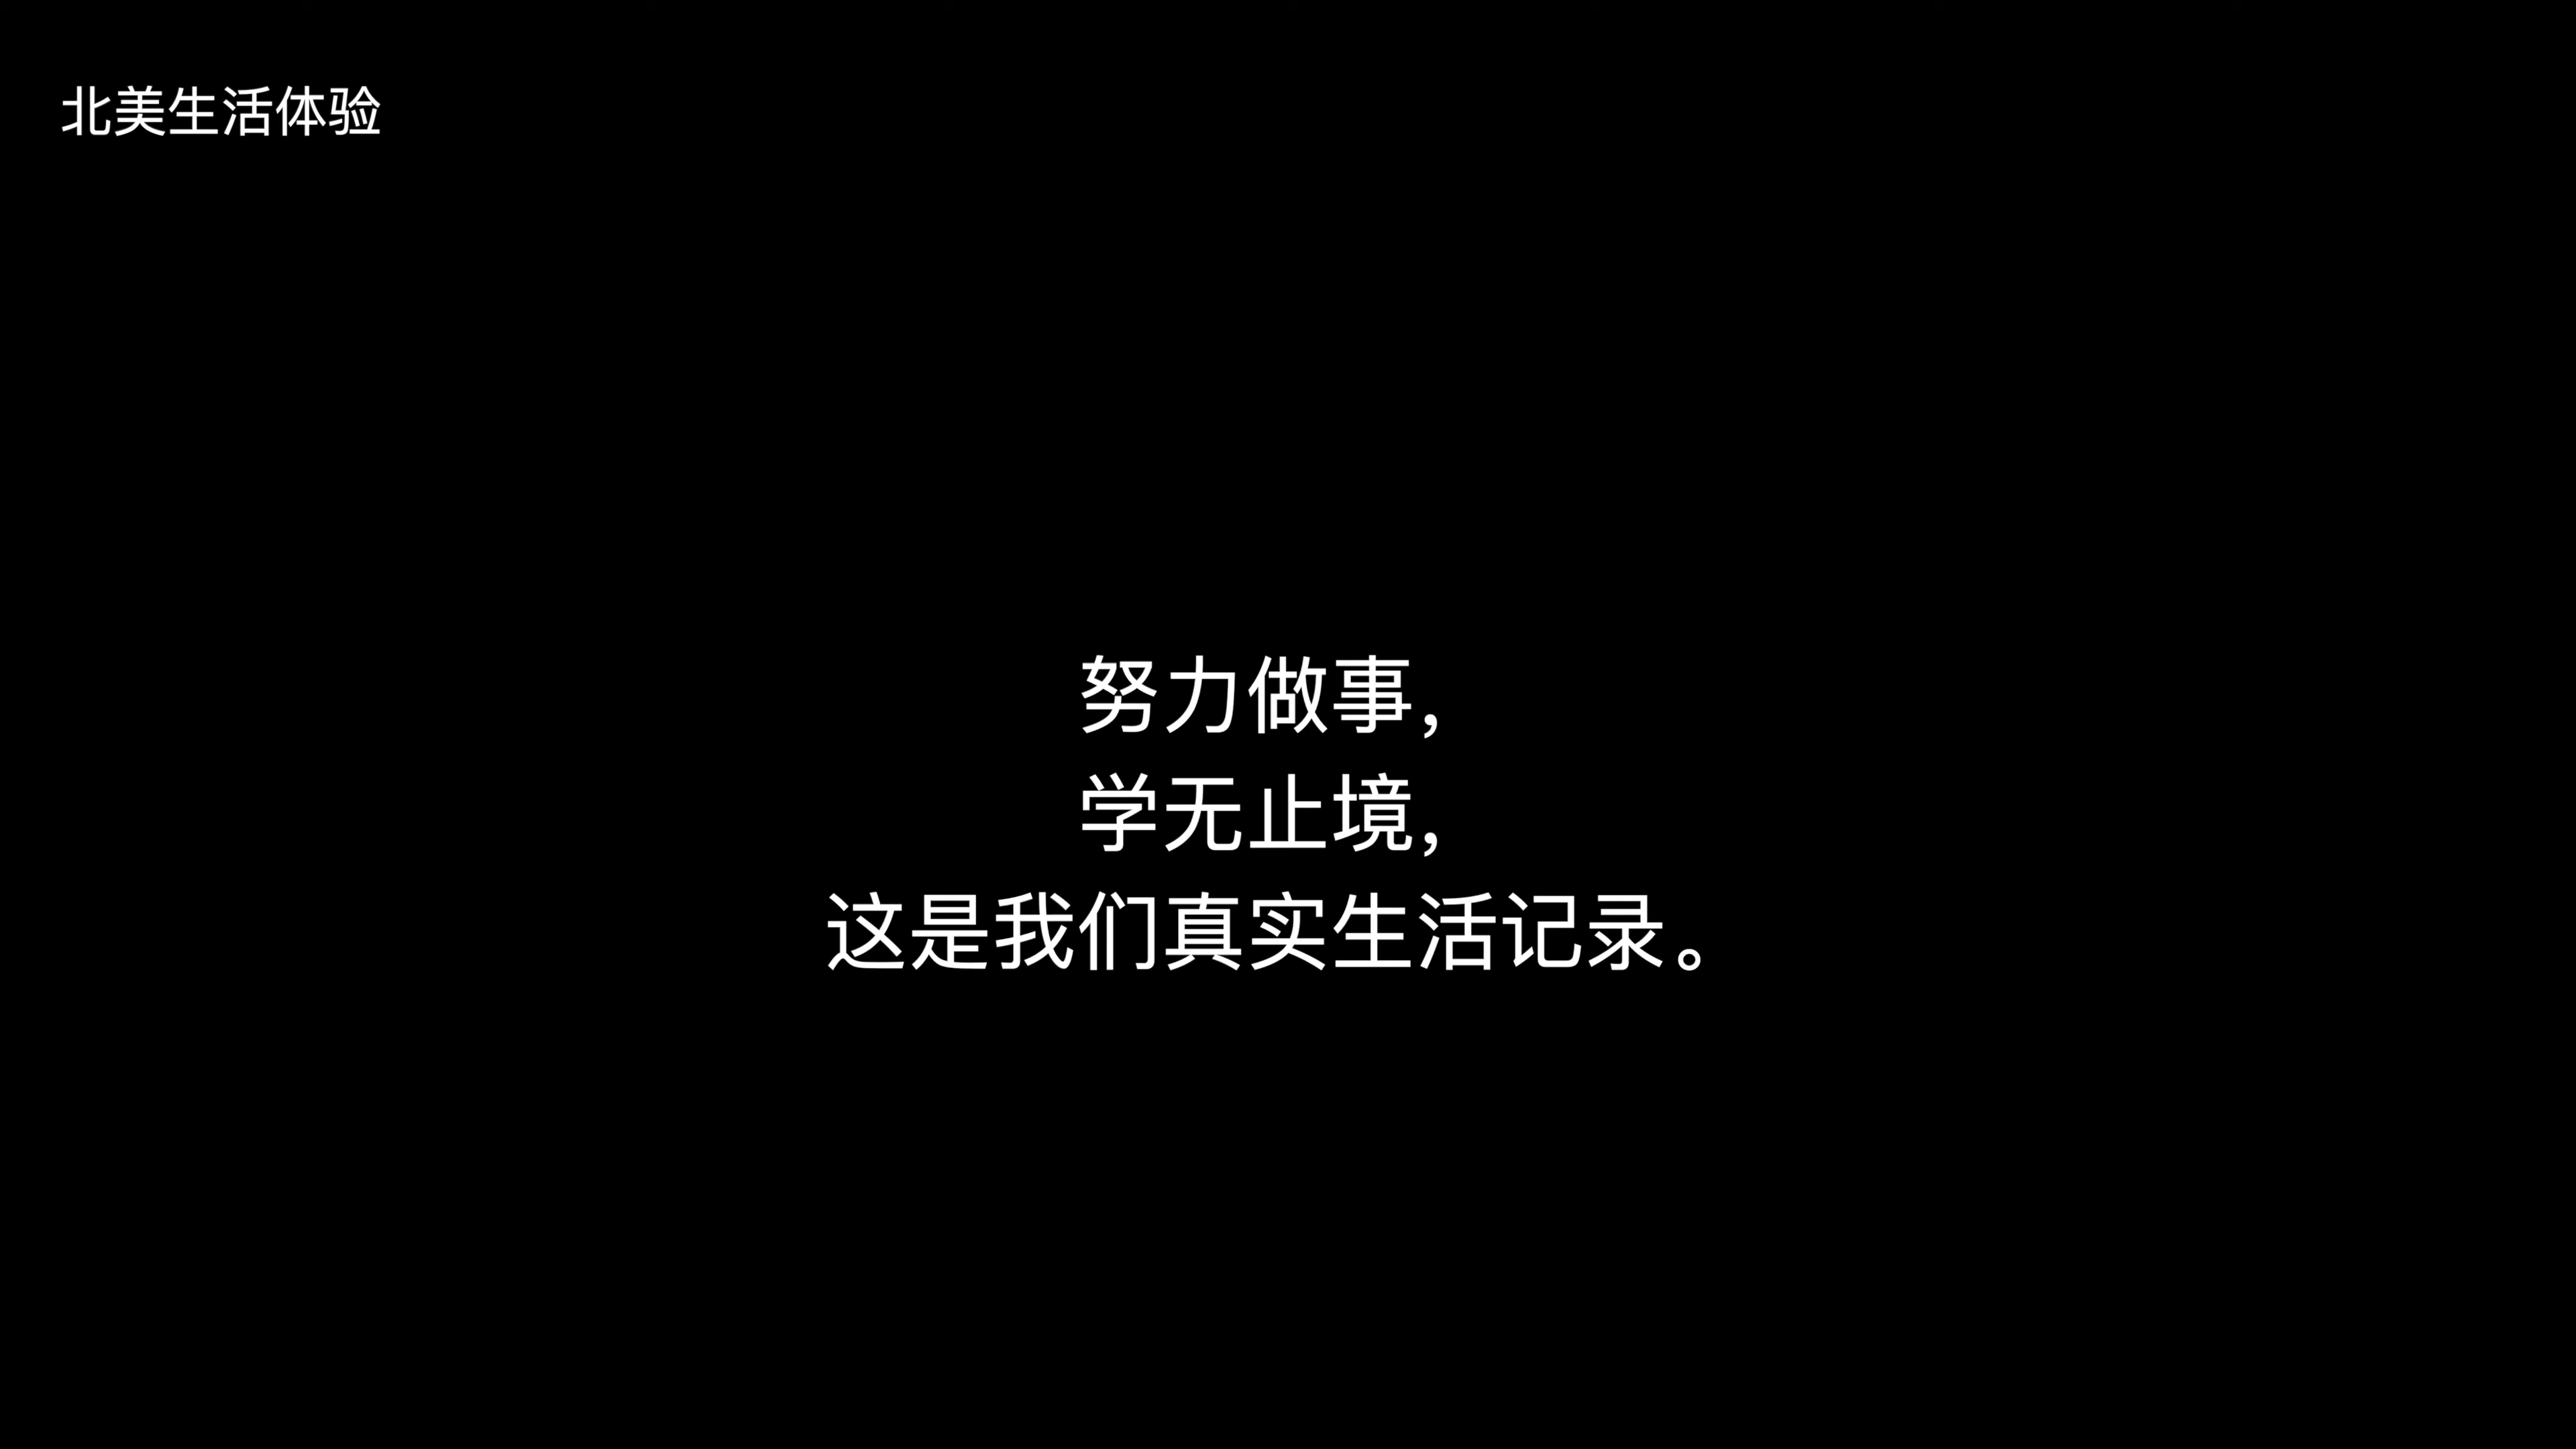 北美生活体验
努力做事,
学无止境,
这是我们真实生活记录。